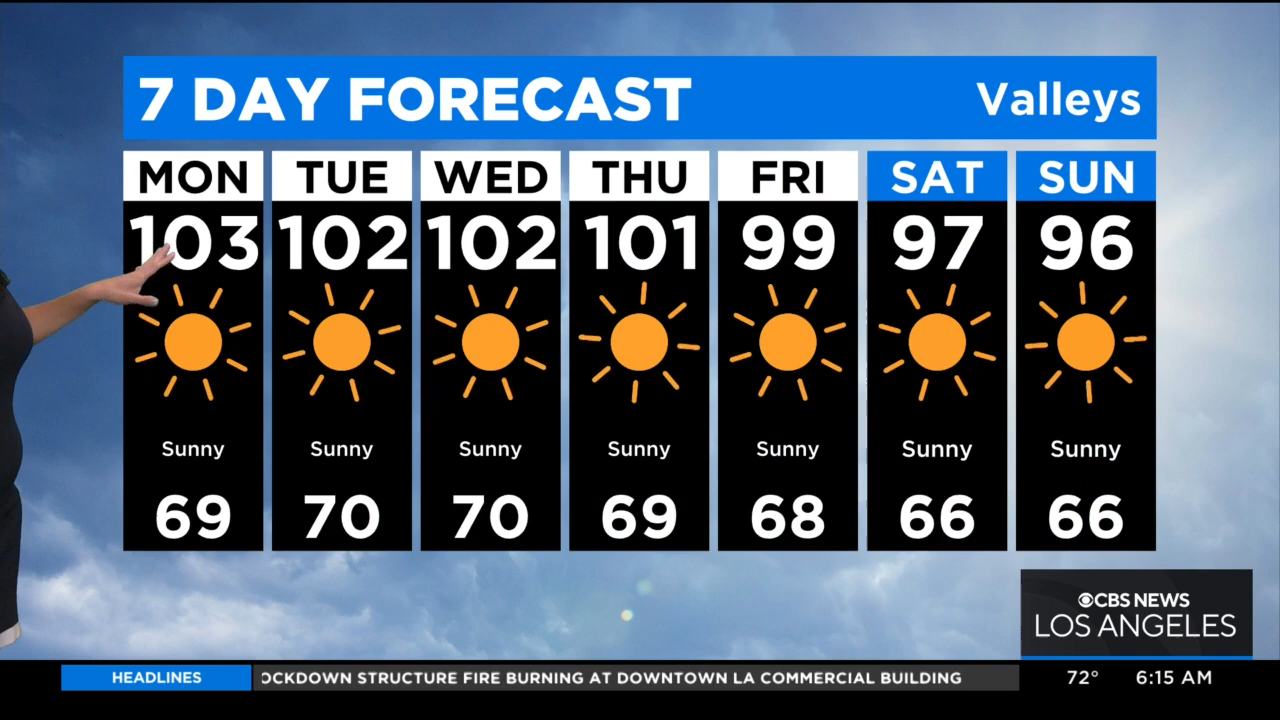 7 DAY FORECAST Valleys
MON TUE WED THU FRI SAT SUN
103 102 102 101 99 97 96
Sunny Sunny Sunny Sunny Sunny Sunny Sunny
69 70 70 69 68 66 66
CBS NEWS
LOS ANGELES
HEADLINES OCKDOWN STRUCTURE FIRE BURNING AT DOWNTOWN LA COMMERCIAL BUILDING 72° 6:15 AM